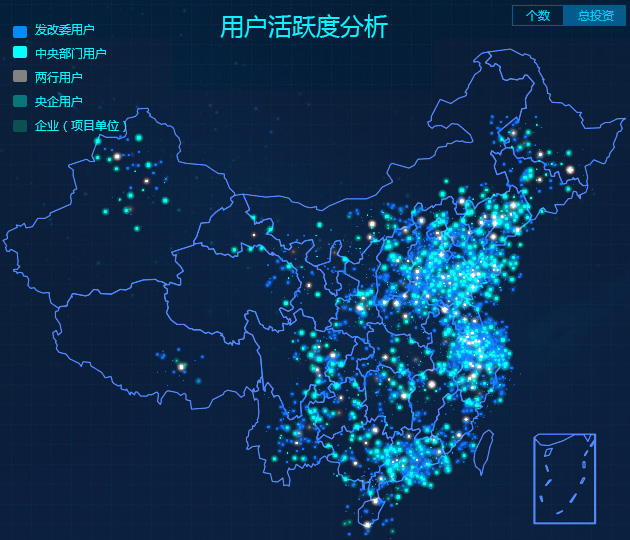 用户活跃度分析
个数 总投资
发改委用户
中央部门用户
两行用户
央企用户
企业（项目单位）